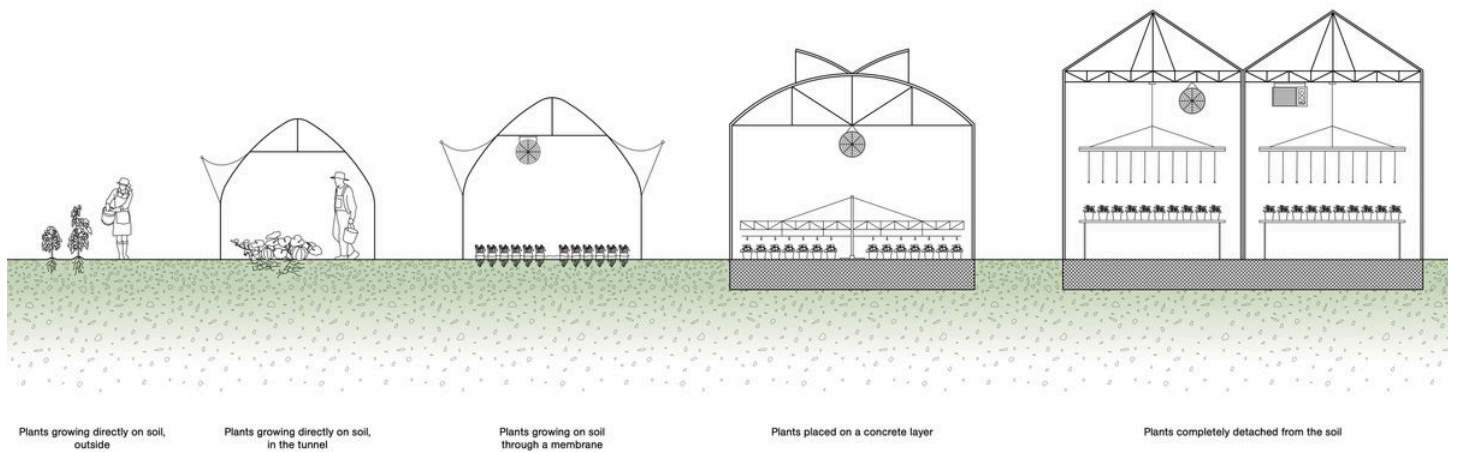 Plants growing directly on soil,
outside
Plants growing directly on soil,
in the tunnel
Plants growing on soil
through a membrane
Plants placed on a concrete layer
Plants completely detached from the soil